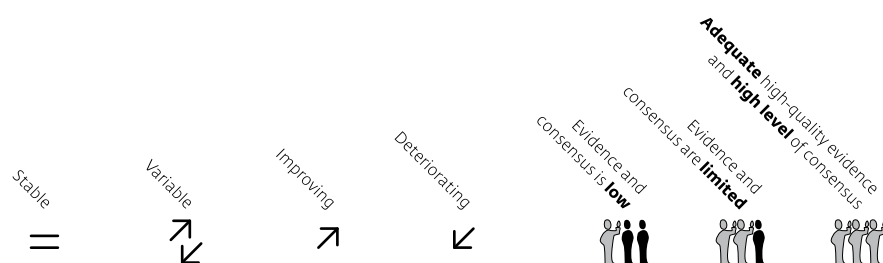 Stable
Variable
Improving
Deteriorating
Evidence and
consensus is low
Evidence and
consensus are limited
Adequate high-quality evidence
and high level of consensus